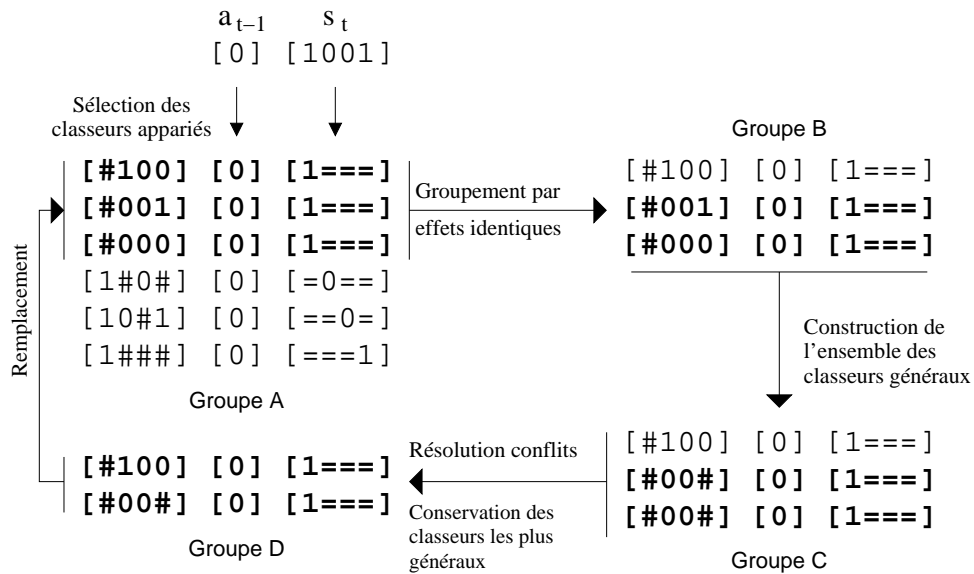 a t–1 s t
[0] [1001]
Sélection des
classeurs appariés
[#100] [0] [1===]
[#001] [0] [1===]
[#000] [0] [1===]
[1#0#] [0] [=0==]
[10#1] [0] [==0=]
[1###] [0] [===1]
Groupe A
Groupement par
effets identiques
Groupe B
[#100] [0] [1===]
[#001] [0] [1===]
[#000] [0] [1===]
Construction de
l'ensemble des
classeurs généraux
[#100] [0] [1===]
[#00#] [0] [1===]
[#00#] [0] [1===]
Groupe C
Résolution conflits
Conservation des
classeurs les plus
généraux
[#100] [0] [1===]
[#00#] [0] [1===]
Groupe D
Remplacement